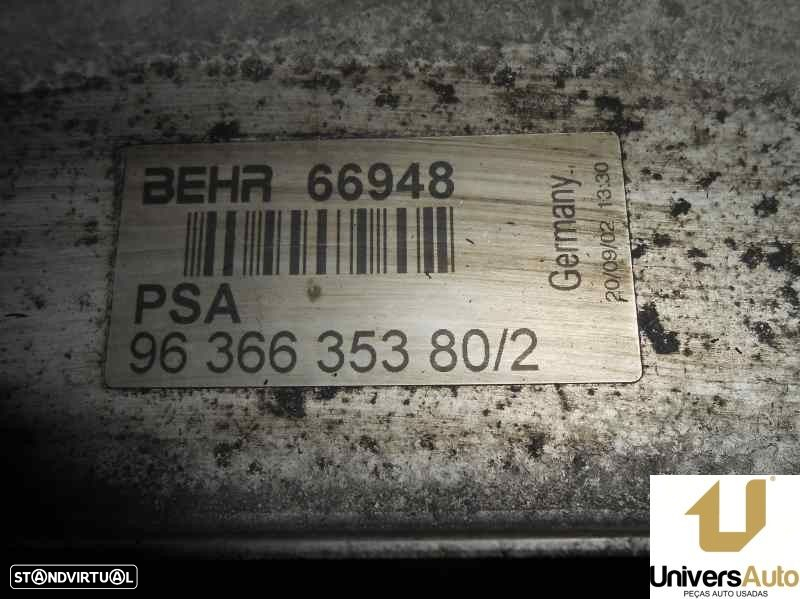 BEHR 66948
PSA
96 366 353 80/2
Germany
20/09/02 13:30
STANDVIRTUAL
UniversAuto
PEÇAS AUTO USADAS